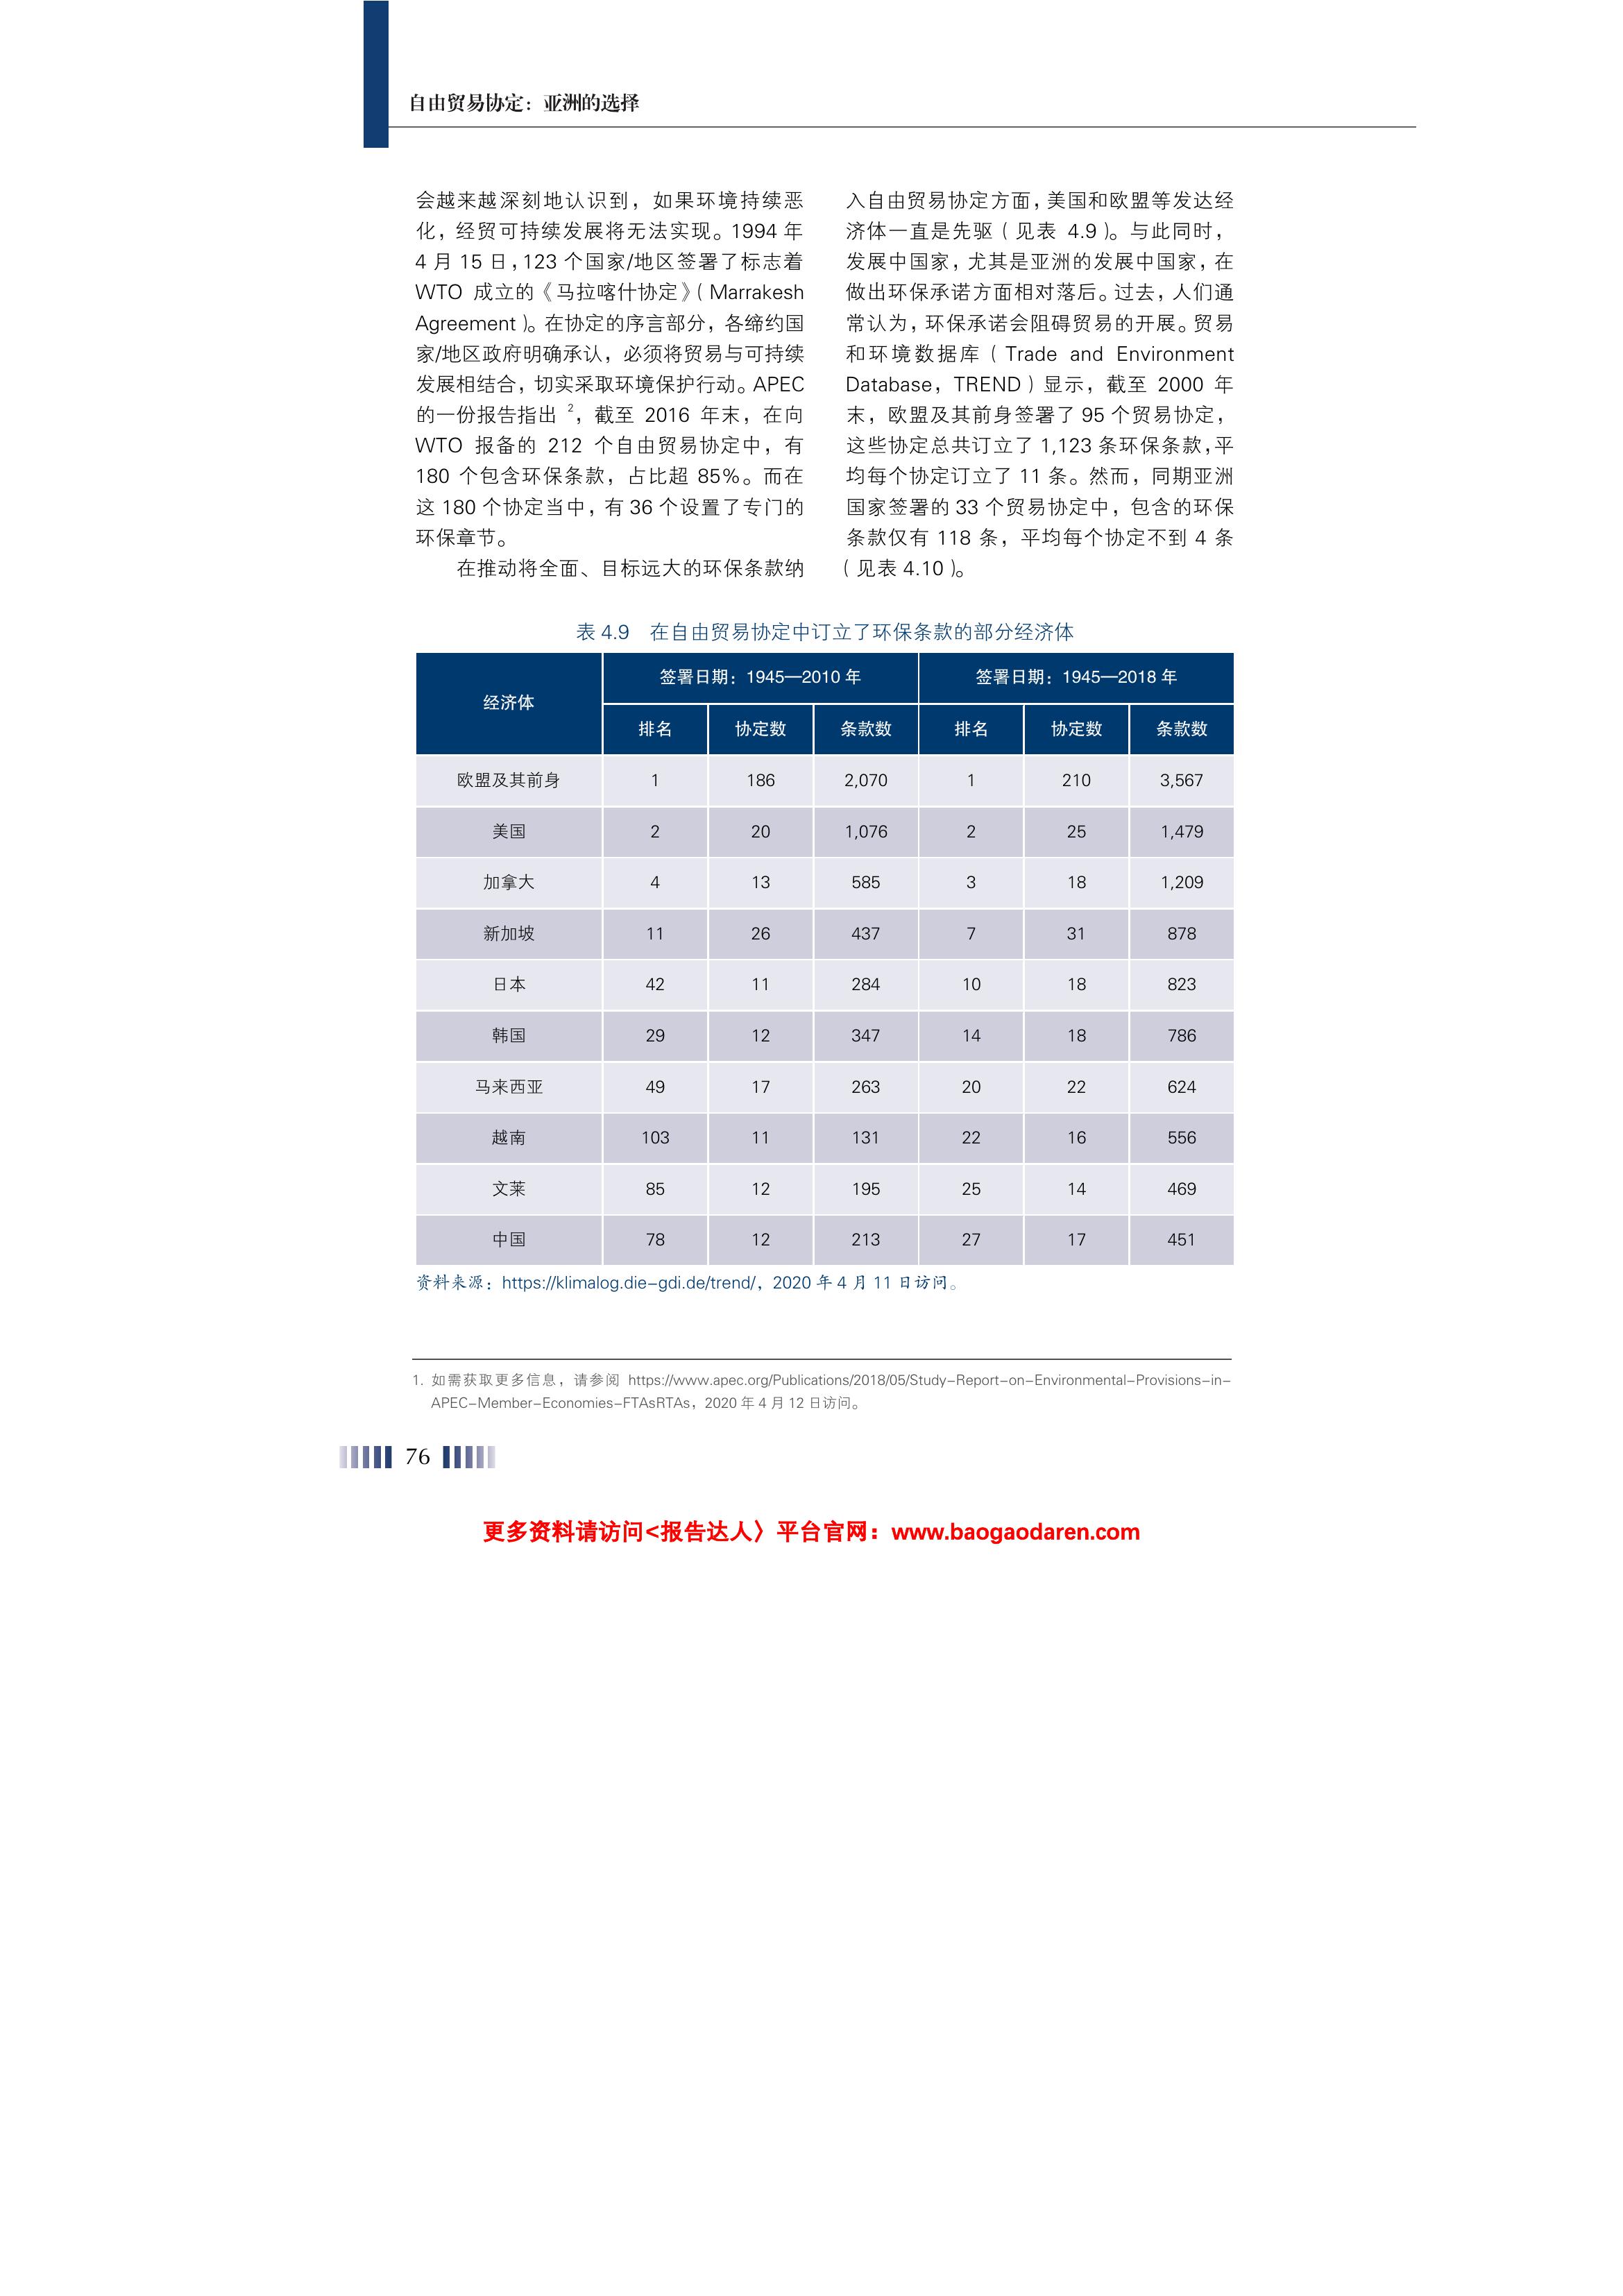 自由贸易协定：亚洲的选择
会越来越深刻地认识到，如果环境持续恶
化，经贸可持续发展将无法实现。1994 年
4 月 15 日，123 个国家/地区签署了标志着
WTO 成立的《马拉喀什协定》（Marrakesh
Agreement）。在协定的序言部分，各缔约国
家/地区政府明确承认，必须将贸易与可持续
发展相结合，切实采取环境保护行动。APEC
的一份报告指出 2，截至 2016 年末，在向
WTO 报备的 212 个自由贸易协定中，有
180 个包含环保条款，占比超 85%。而在
这 180 个协定当中，有 36 个设置了专门的
环保章节。
在推动将全面、目标远大的环保条款纳
入自由贸易协定方面，美国和欧盟等发达经
济体一直是先驱（见表 4.9）。与此同时，
发展中国家，尤其是亚洲的发展中国家，在
做出环保承诺方面相对落后。过去，人们通
常认为，环保承诺会阻碍贸易的开展。贸易
和环境数据库（Trade and Environment
Database，TREND）显示，截至 2000 年
末，欧盟及其前身签署了 95 个贸易协定，
这些协定总共订立了 1,123 条环保条款，平
均每个协定订立了 11 条。然而，同期亚洲
国家签署的 33 个贸易协定中，包含的环保
条款仅有 118 条，平均每个协定不到 4 条
（见表 4.10）。
表 4.9 在自由贸易协定中订立了环保条款的部分经济体
经济体 签署日期：1945—2010 年 签署日期：1945—2018 年
排名 协定数 条款数 排名 协定数 条款数
欧盟及其前身 1 186 2,070 1 210 3,567
美国 2 20 1,076 2 25 1,479
加拿大 4 13 585 3 18 1,209
新加坡 11 26 437 7 31 878
日本 42 11 284 10 18 823
韩国 29 12 347 14 18 786
马来西亚 49 17 263 20 22 624
越南 103 11 131 22 16 556
文莱 85 12 195 25 14 469
中国 78 12 213 27 17 451
资料来源：https://klimalog.die–gdi.de/trend/，2020 年 4 月 11 日访问。
1. 如需获取更多信息，请参阅 https://www.apec.org/Publications/2018/05/Study–Report–on–Environmental–Provisions–in–
APEC–Member–Economies–FTAsRTAs，2020 年 4 月 12 日访问。
76
更多资料请访问<报告达人〉平台官网：www.baogaodaren.com